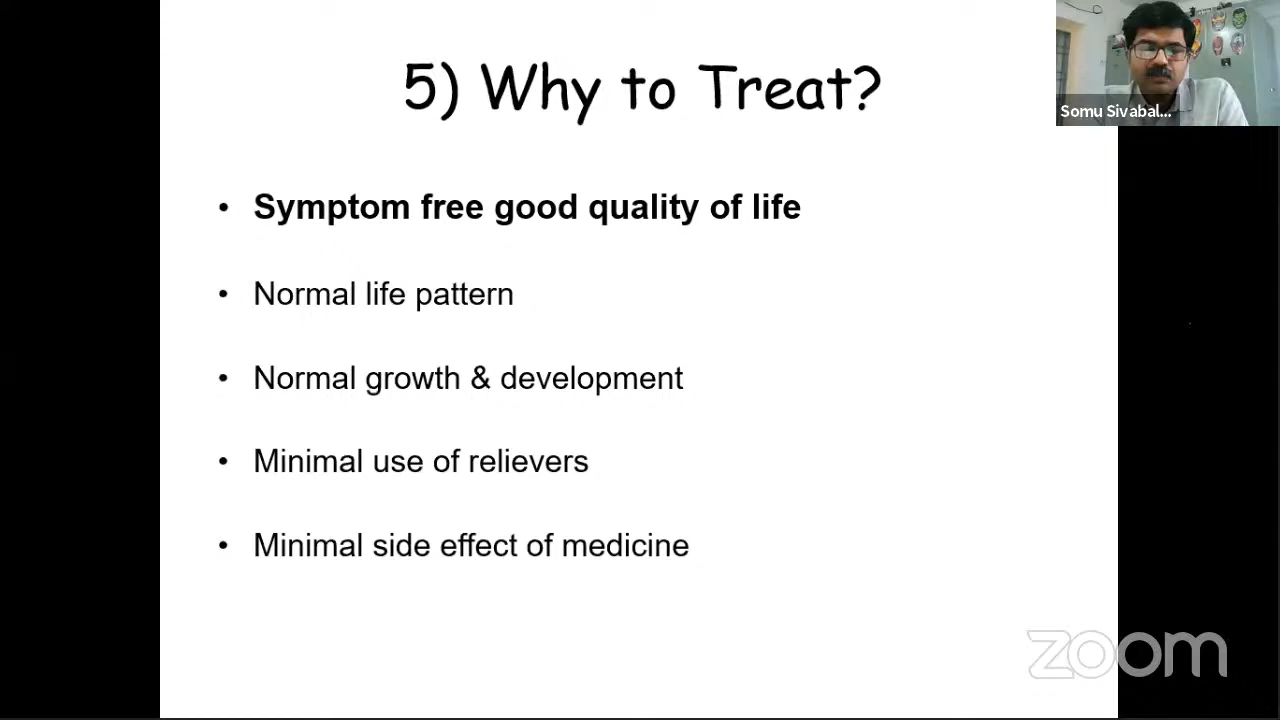 5) Why to Treat?
Somu Sivabal...
• Symptom free good quality of life
• Normal life pattern
• Normal growth & development
• Minimal use of relievers
• Minimal side effect of medicine
zoom